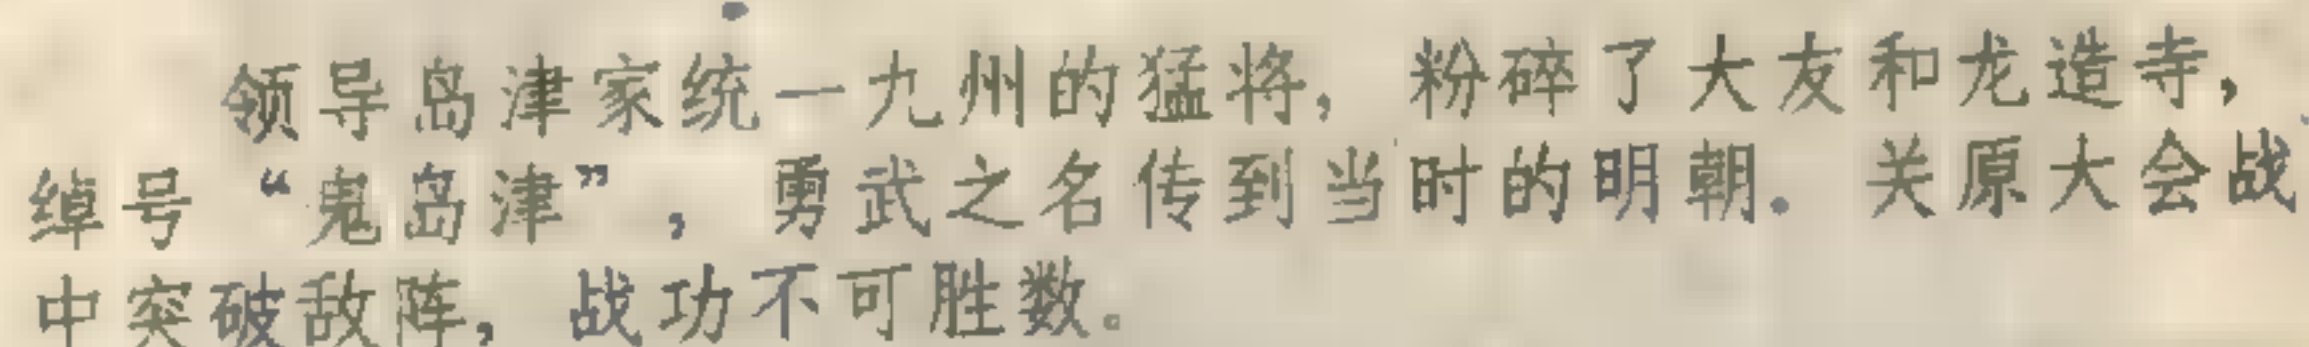 领导岛津家统一九州的猛将，粉碎了大友和龙造寺，
绰号“鬼岛津”，勇武之名传到当时的明朝。关原大会战
中突破敌阵，战功不可胜数。